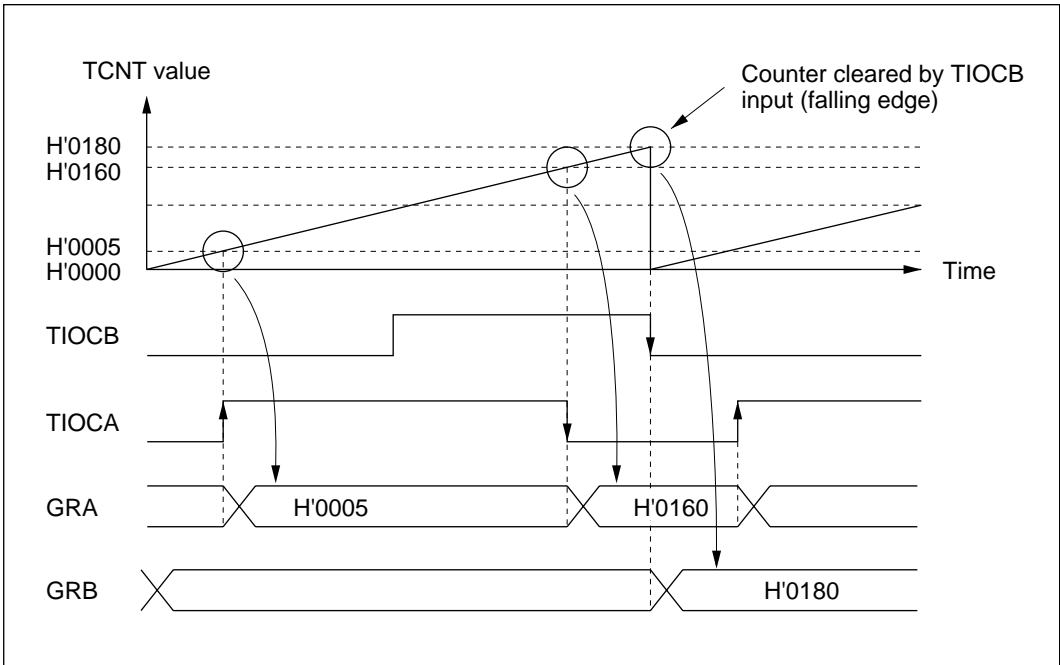 TCNT value
Counter cleared by TIOCB
input (falling edge)
H'0180
H'0160
H'0005
H'0000
Time
TIOCB
TIOCA
GRA
H'0005
H'0160
GRB
H'0180